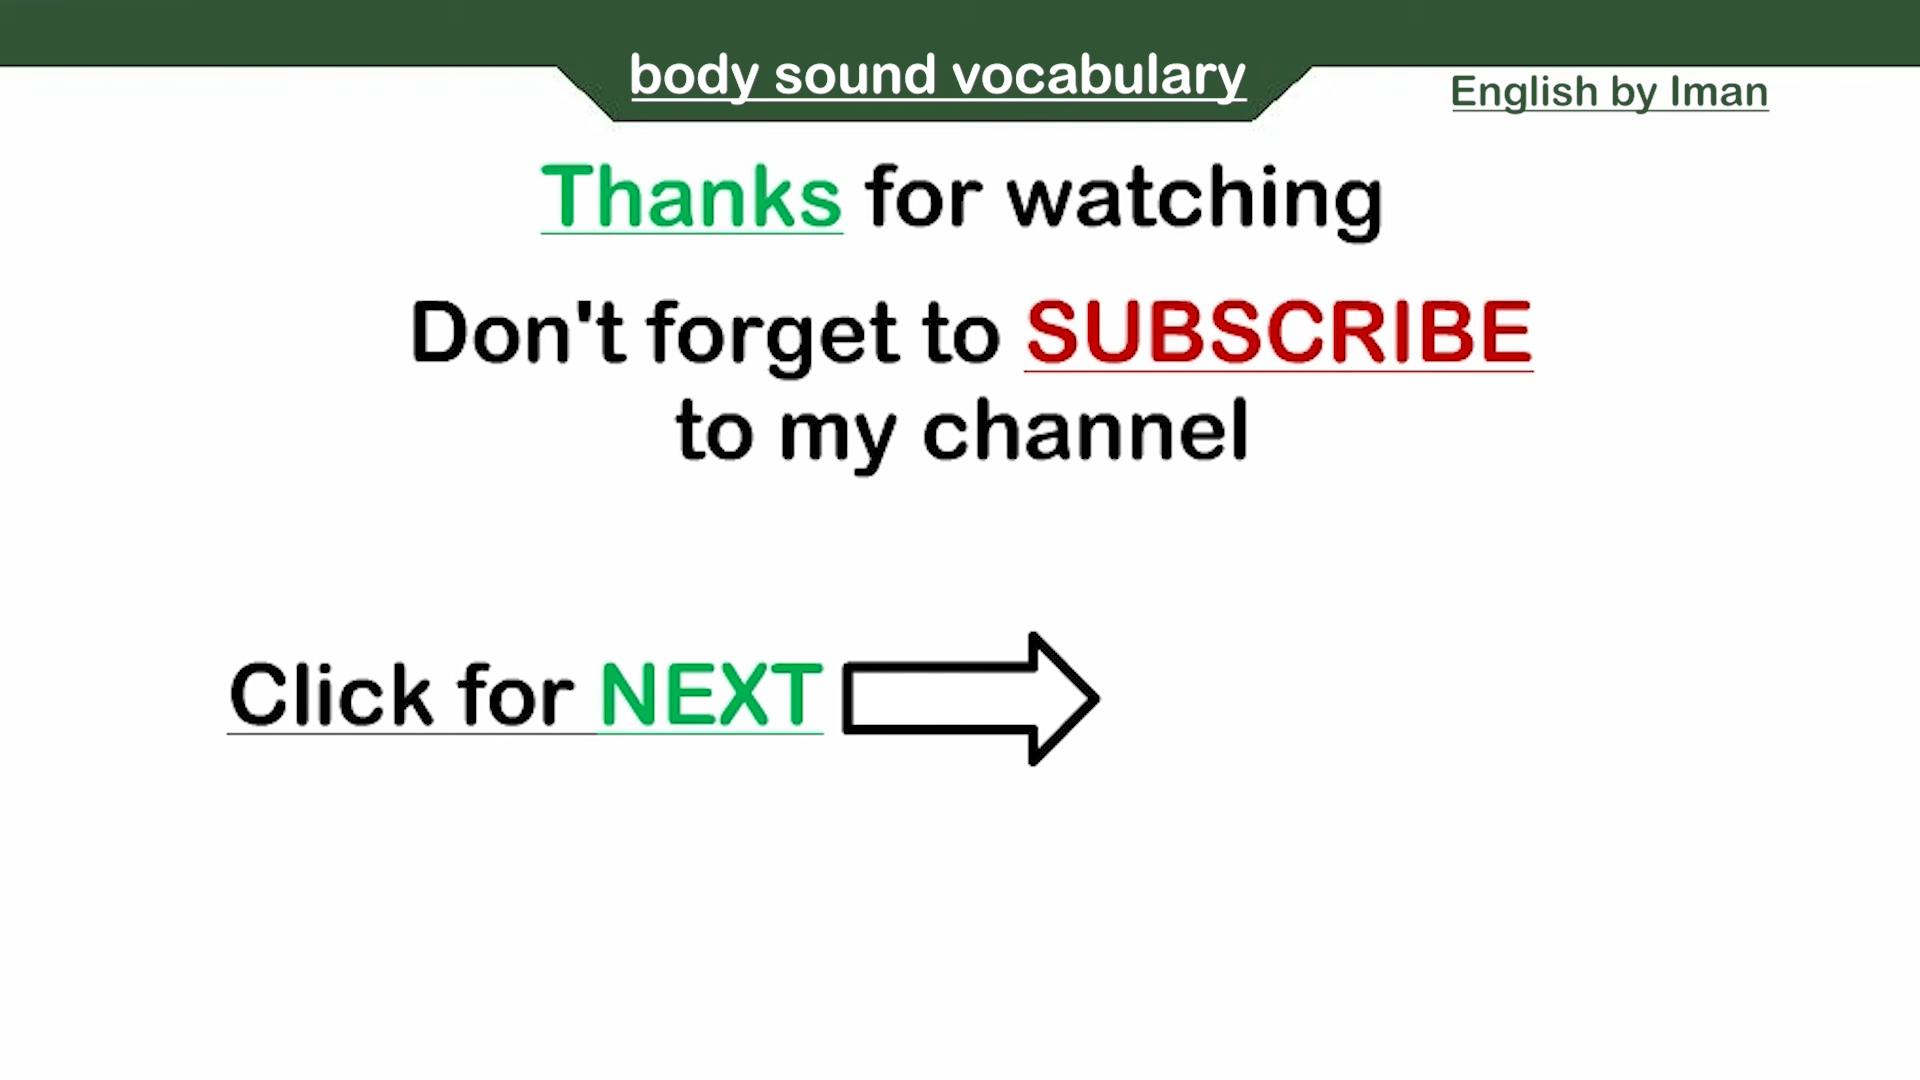 body sound vocabulary
English by Iman
Thanks for watching
Don't forget to SUBSCRIBE
to my channel
Click for NEXT